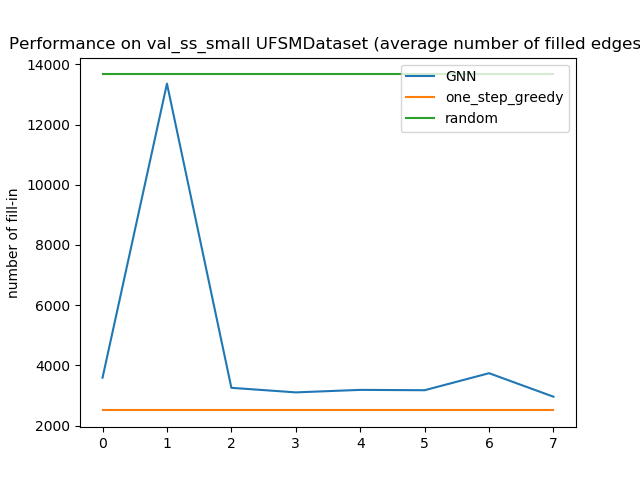 Performance on val_ss_small UFSMDataset (average number of filled edges
14000
12000
10000
8000
6000
4000
2000
number of fill-in
GNN
one_step_greedy
random
0 1 2 3 4 5 6 7